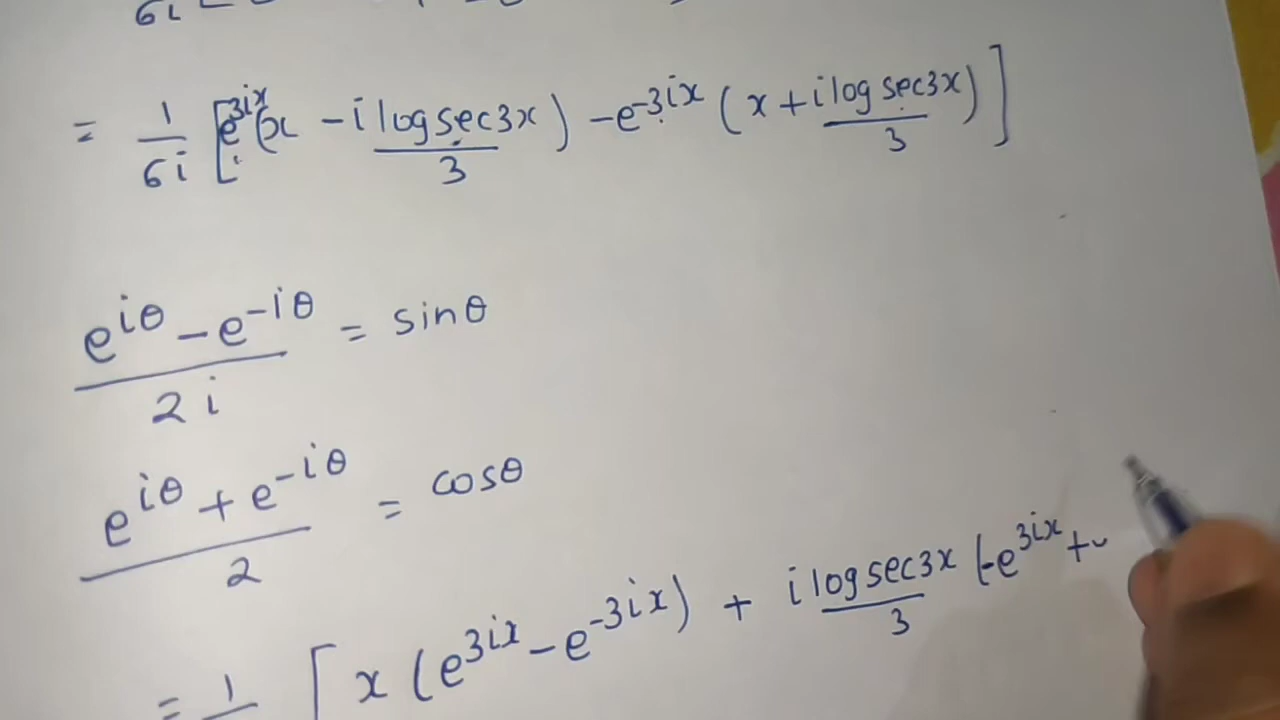 6i
= 1/6i [e^{3ix}(x - i log sec3x/3) - e^{-3ix} (x + i log sec3x/3)]
(e^{iθ} - e^{-iθ})/2i = sinθ
(e^{iθ} + e^{-iθ})/2 = cosθ
= 1 [x (e^{3ix} - e^{-3ix}) + i log sec3x/3 (-e^{3ix} +